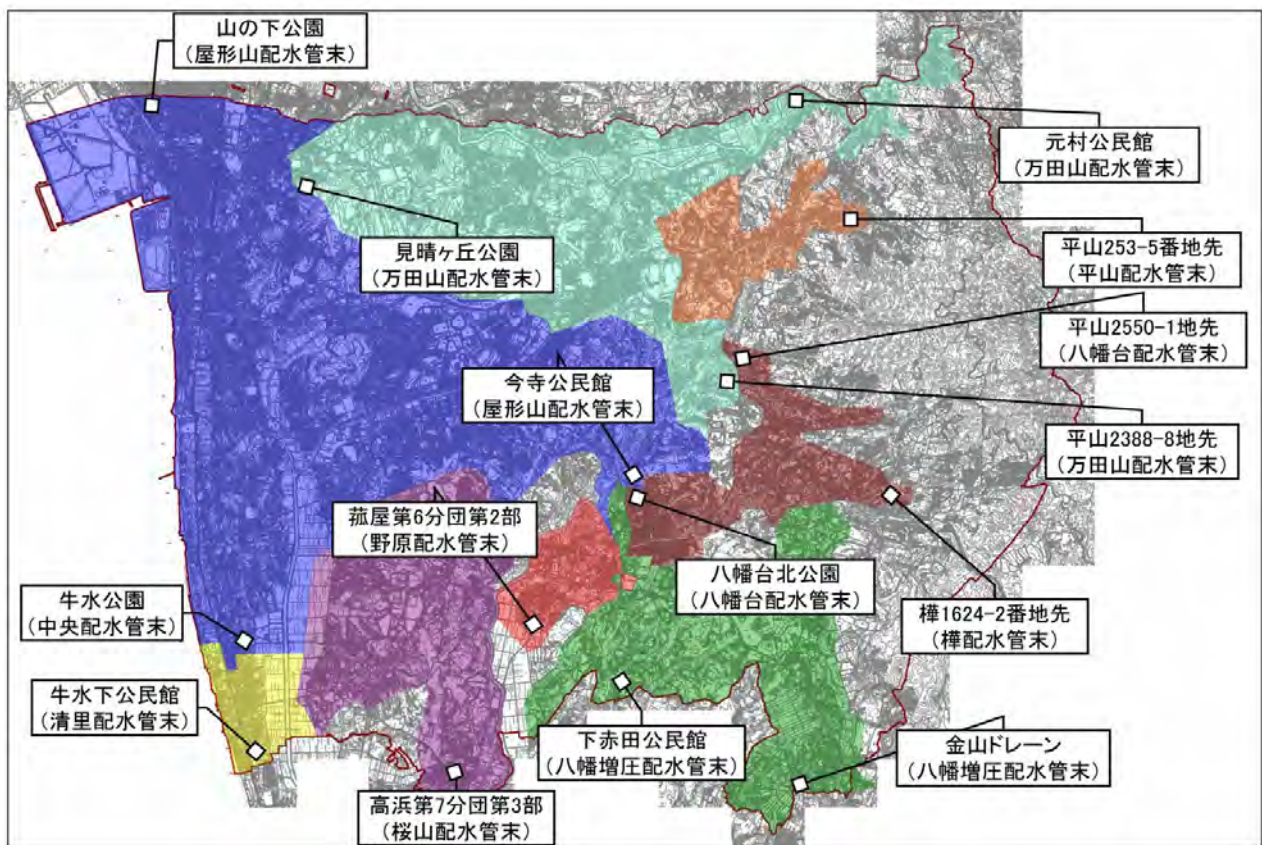 山の下公園
(屋形山配水管末)
元村公民館
(万田山配水管末)
見晴ヶ丘公園
(万田山配水管末)
平山253-5番地先
(平山配水管末)
平山2550-1地先
(八幡台配水管末)
今寺公民館
(屋形山配水管末)
平山2388-8地先
(万田山配水管末)
菰屋第6分団第2部
(野原配水管末)
八幡台北公園
(八幡台配水管末)
樺1624-2番地先
(樺配水管末)
牛水公園
(中央配水管末)
牛水下公民館
(清里配水管末)
下赤田公民館
(八幡増圧配水管末)
金山ドレーン
(八幡増圧配水管末)
高浜第7分団第3部
(桜山配水管末)